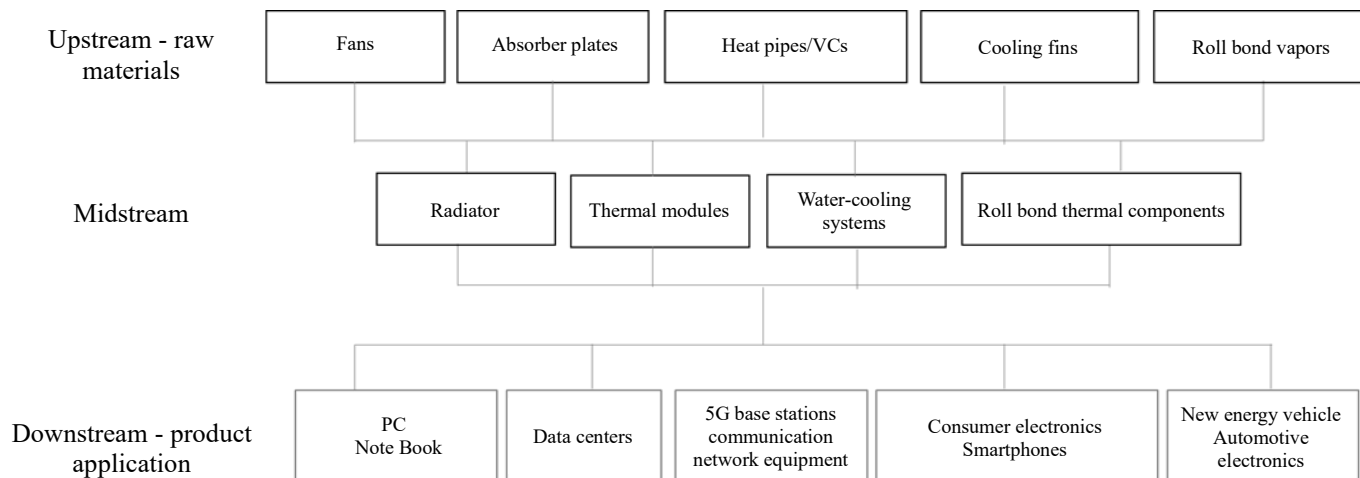 Upstream - raw
materials
Fans
Absorber plates
Heat pipes/VCs
Cooling fins
Roll bond vapors
Midstream
Radiator
Thermal modules
Water-cooling
systems
Roll bond thermal components
Downstream - product
application
PC
Note Book
Data centers
5G base stations
communication
network equipment
Consumer electronics
Smartphones
New energy vehicle
Automotive
electronics